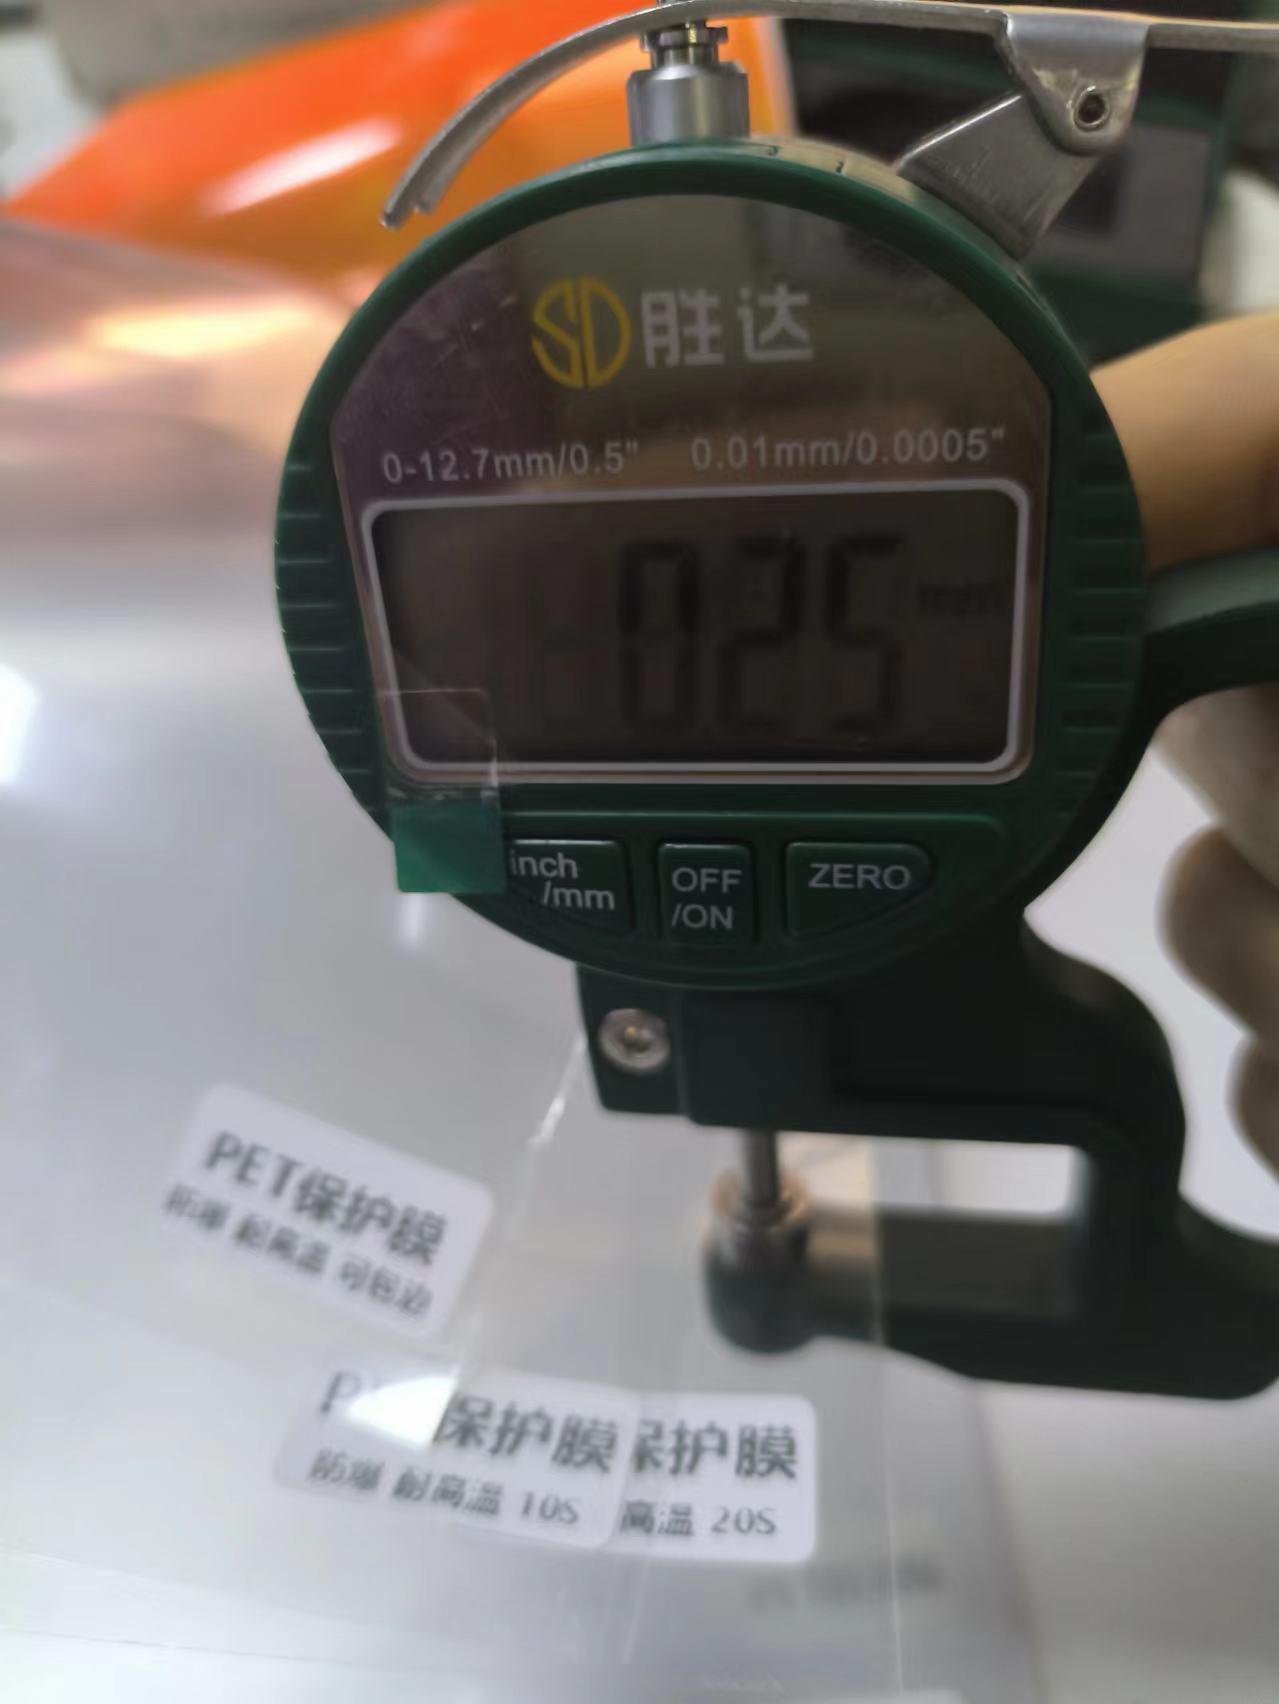 SD 胜达
0-12.7mm/0.5" 0.01mm/0.0005"
0.25 mm
inch
/mm
OFF
/ON
ZERO
PET保护膜
防爆 耐高温 可包边
保护膜
防爆 耐高温 10S
保护膜
高温 20S